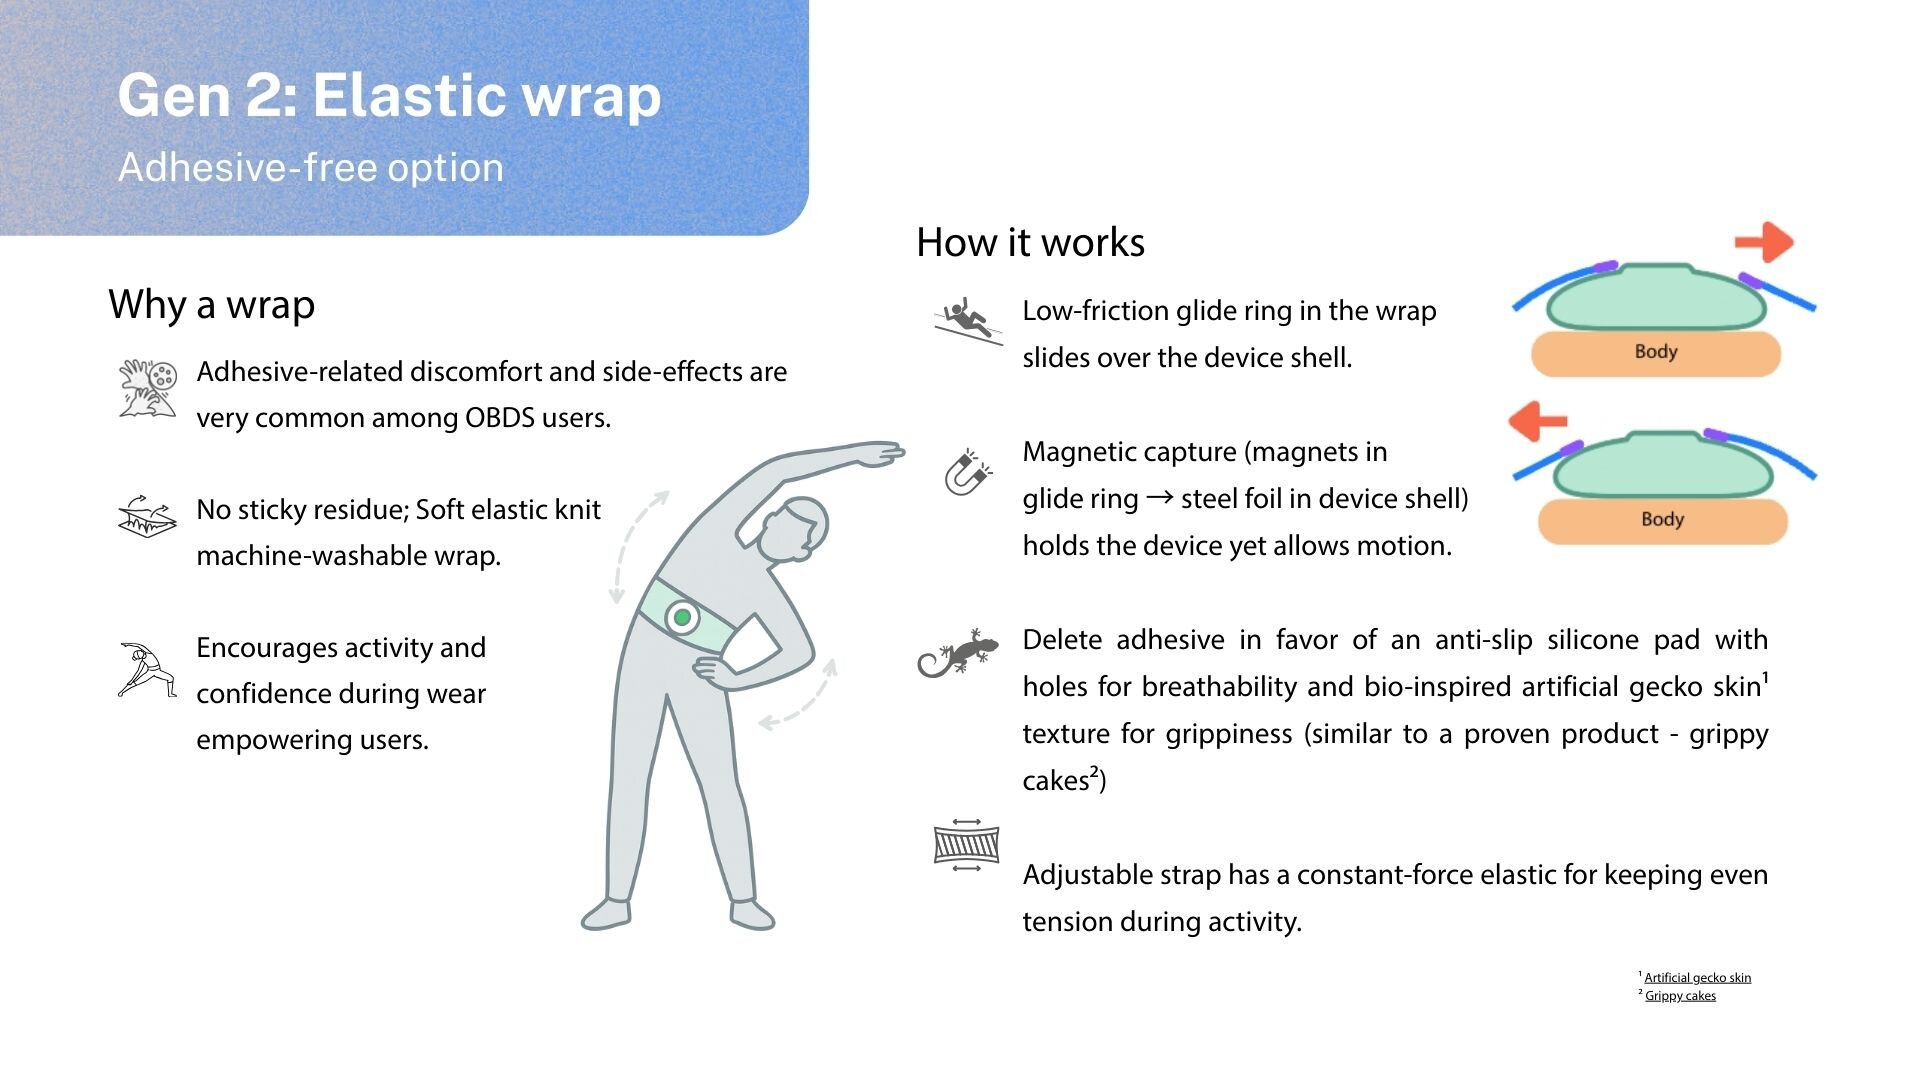 Gen 2: Elastic wrap
Adhesive-free option
Why a wrap
Adhesive-related discomfort and side-effects are
very common among OBDS users.
No sticky residue; Soft elastic knit
machine-washable wrap.
Encourages activity and
confidence during wear
empowering users.
How it works
Low-friction glide ring in the wrap
slides over the device shell.
Magnetic capture (magnets in
glide ring → steel foil in device shell)
holds the device yet allows motion.
Delete adhesive in favor of an anti-slip silicone pad with
holes for breathability and bio-inspired artificial gecko skin¹
texture for grippiness (similar to a proven product - grippy
cakes²)
Adjustable strap has a constant-force elastic for keeping even
tension during activity.
Body
Body
¹ Artificial gecko skin
² Grippy cakes